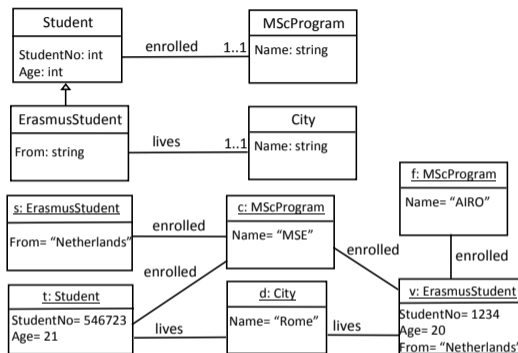 Student
StudentNo: int
Age: int
enrolled
1..1
MScProgram
Name: string
ErasmusStudent
From: string
lives
1..1
City
Name: string
f: MScProgram
Name= “AIRO”
s: ErasmusStudent
From= “Netherlands”
enrolled
c: MScProgram
Name= “MSE”
enrolled
enrolled
enrolled
t: Student
StudentNo= 546723
Age= 21
lives
d: City
Name= “Rome”
lives
v: ErasmusStudent
StudentNo= 1234
Age= 20
From= “Netherlands”